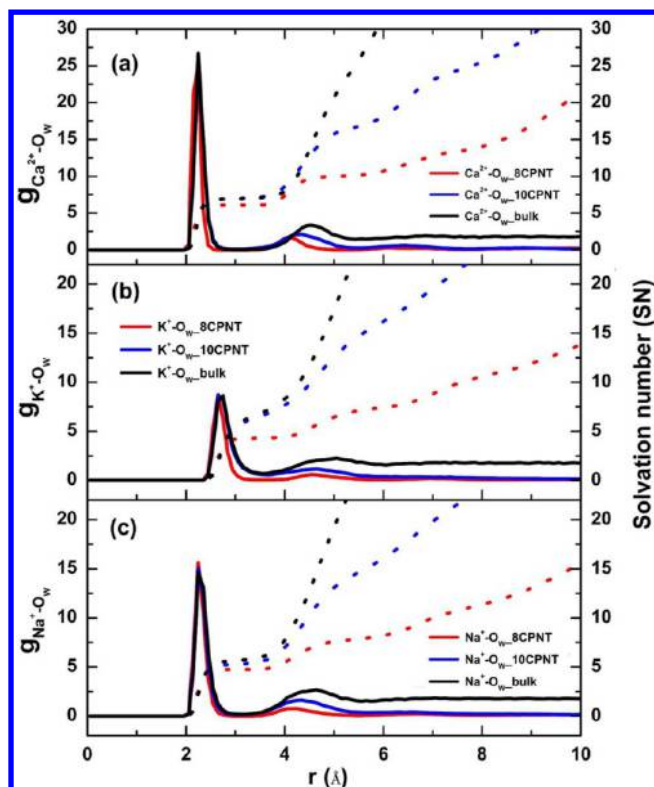 (a)
30
25
20
15
10
5
0
30
25
20
15
10
5
0
g Ca²⁺-Ow
Ca²⁺-Ow_8CPNT
Ca²⁺-Ow_10CPNT
Ca²⁺-Ow_bulk
(b)
20
15
10
5
0
20
15
10
5
0
g K⁺-Ow
K⁺-Ow_8CPNT
K⁺-Ow_10CPNT
K⁺-Ow_bulk
Solvation number (SN)
(c)
20
15
10
5
0
20
15
10
5
0
g Na⁺-Ow
Na⁺-Ow_8CPNT
Na⁺-Ow_10CPNT
Na⁺-Ow_bulk
0 2 4 6 8 10
r (Å)